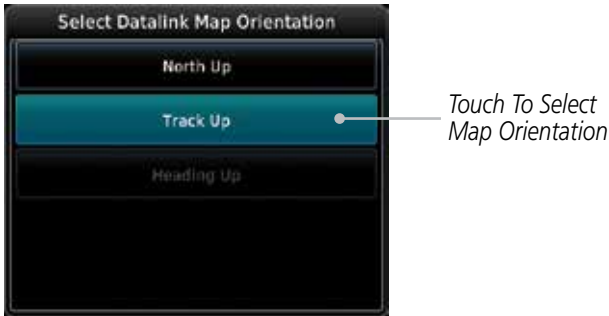 Select Datalink Map Orientation
North Up
Track Up
Heading Up
Touch To Select
Map Orientation